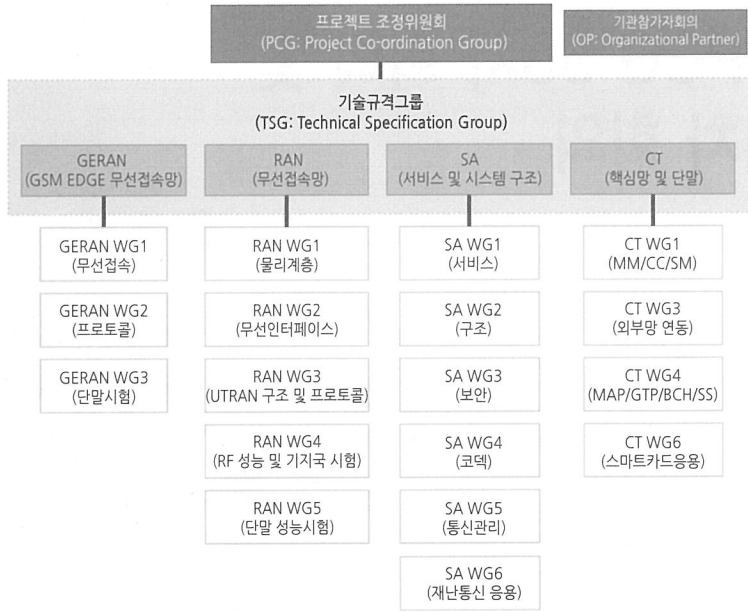 프로젝트 조정위원회
(PCG: Project Co-ordination Group)
기관참가자회의
(OP: Organizational Partner)
기술규격그룹
(TSG: Technical Specification Group)
GERAN
(GSM EDGE 무선접속망)
RAN
(무선접속망)
SA
(서비스 및 시스템 구조)
CT
(핵심망 및 단말)
GERAN WG1
(무선접속)
GERAN WG2
(프로토콜)
GERAN WG3
(단말시험)
RAN WG1
(물리계층)
RAN WG2
(무선인터페이스)
RAN WG3
(UTRAN 구조 및 프로토콜)
RAN WG4
(RF 성능 및 기지국 시험)
RAN WG5
(단말 성능시험)
SA WG1
(서비스)
SA WG2
(구조)
SA WG3
(보안)
SA WG4
(코덱)
SA WG5
(통신관리)
SA WG6
(재난통신 응용)
CT WG1
(MM/CC/SM)
CT WG3
(외부망 연동)
CT WG4
(MAP/GTP/BCH/SS)
CT WG6
(스마트카드응용)